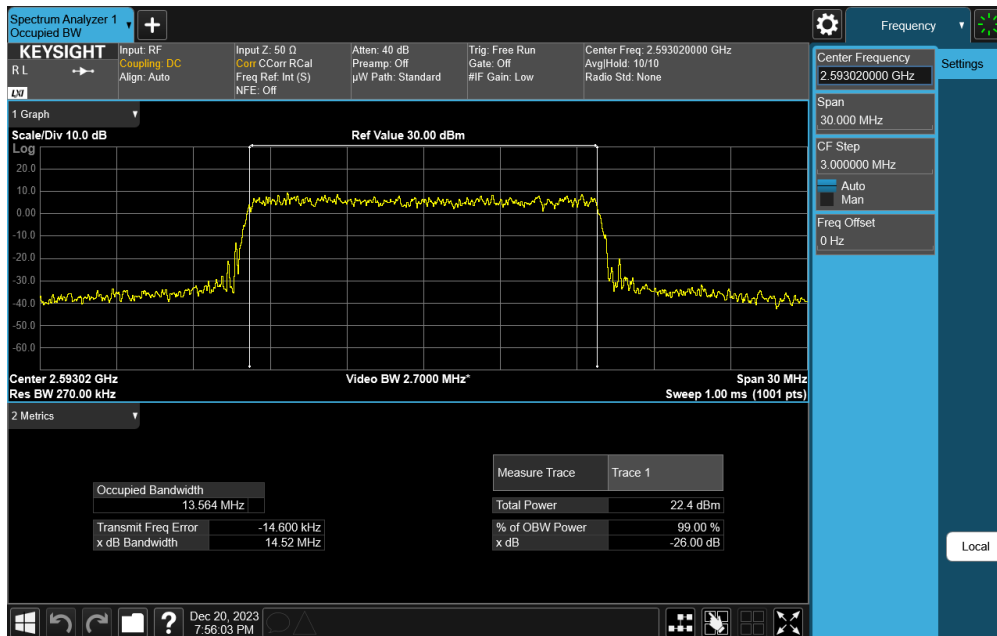 Spectrum Analyzer 1
Occupied BW
+
Frequency
KEYSIGHT
R L
LXI
Input: RF
Coupling: DC
Align: Auto
Input Z: 50 Ω
Corr CCorr RCal
Freq Ref: Int (S)
NFE: Off
Atten: 40 dB
Preamp: Off
µW Path: Standard
Trig: Free Run
Gate: Off
#IF Gain: Low
Center Freq: 2.593020000 GHz
Avg|Hold: 10/10
Radio Std: None
Center Frequency
2.593020000 GHz
Settings
Span
30.000 MHz
CF Step
3.000000 MHz
Auto
Man
Freq Offset
0 Hz
1 Graph
Scale/Div 10.0 dB
Ref Value 30.00 dBm
Log
20.0
10.0
0.00
-10.0
-20.0
-30.0
-40.0
-50.0
-60.0
Center 2.59302 GHz
Video BW 2.7000 MHz*
Span 30 MHz
Res BW 270.00 kHz
Sweep 1.00 ms (1001 pts)
2 Metrics
Occupied Bandwidth
13.564 MHz
Transmit Freq Error -14.600 kHz
x dB Bandwidth 14.52 MHz
Measure Trace Trace 1
Total Power 22.4 dBm
% of OBW Power 99.00 %
x dB -26.00 dB
Local
?
Dec 20, 2023
7:56:03 PM